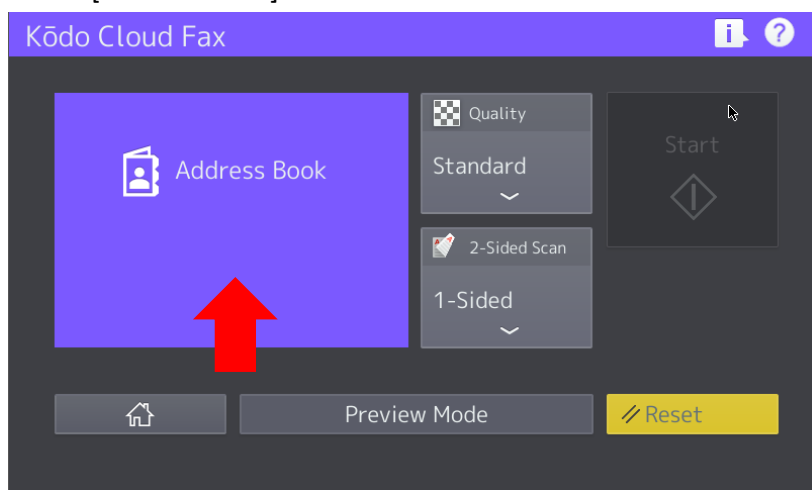 Kōdo Cloud Fax
i ?
Address Book
Quality
Standard
2-Sided Scan
1-Sided
Start
Preview Mode
Reset